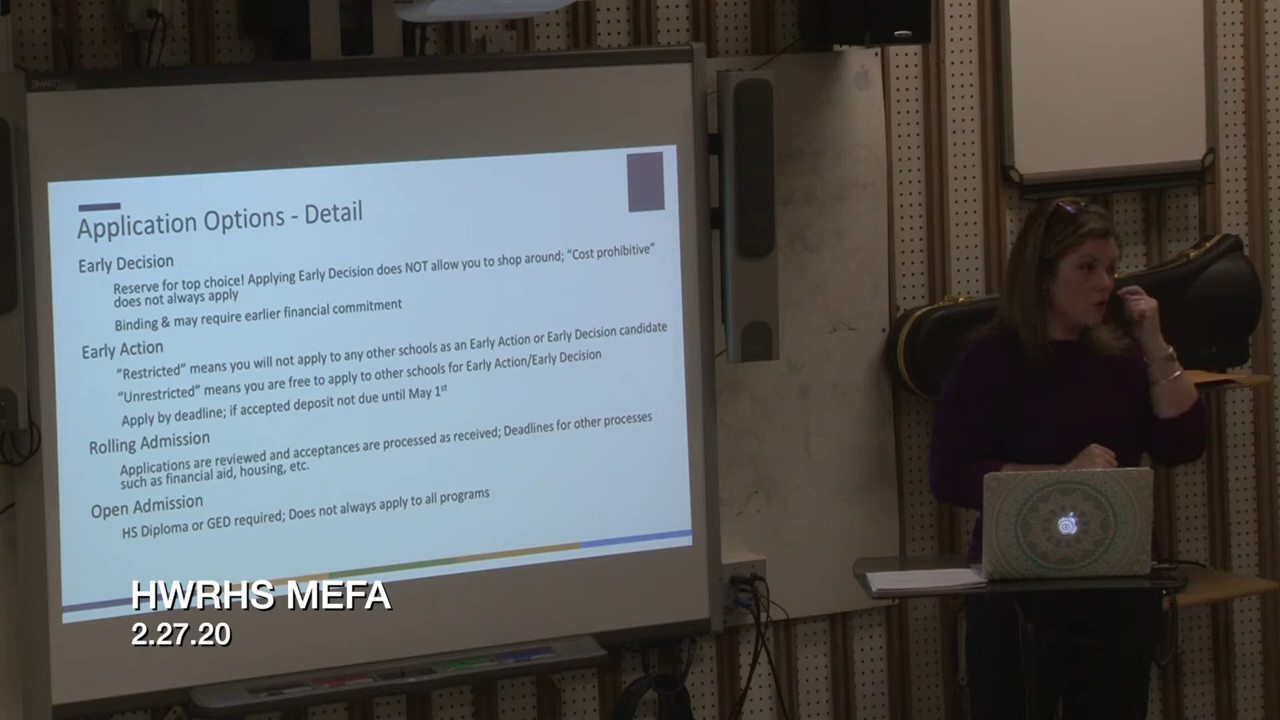 Application Options - Detail
Early Decision
Reserve for top choice! Applying Early Decision does NOT allow you to shop around; "Cost prohibitive"
does not always apply
Binding & may require earlier financial commitment
Early Action
"Restricted" means you will not apply to any other schools as an Early Action or Early Decision candidate
"Unrestricted" means you are free to apply to other schools for Early Action/Early Decision
Apply by deadline; if accepted deposit not due until May 1st
Rolling Admission
Applications are reviewed and acceptances are processed as received; Deadlines for other processes
such as financial aid, housing, etc.
Open Admission
HS Diploma or GED required; Does not always apply to all programs
HWRHS MEFA
2.27.20